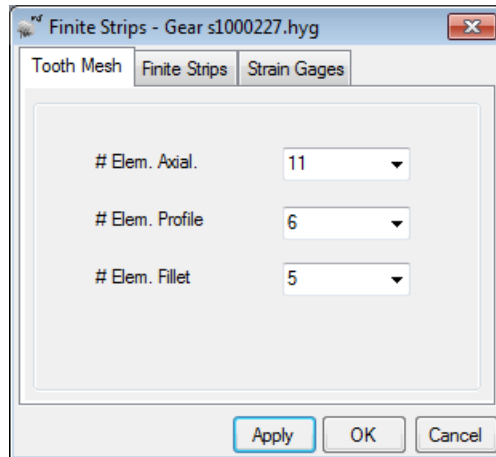 Finite Strips - Gear s1000227.hyg
Tooth Mesh Finite Strips Strain Gages
# Elem. Axial. 11
# Elem. Profile 6
# Elem. Fillet 5
Apply OK Cancel